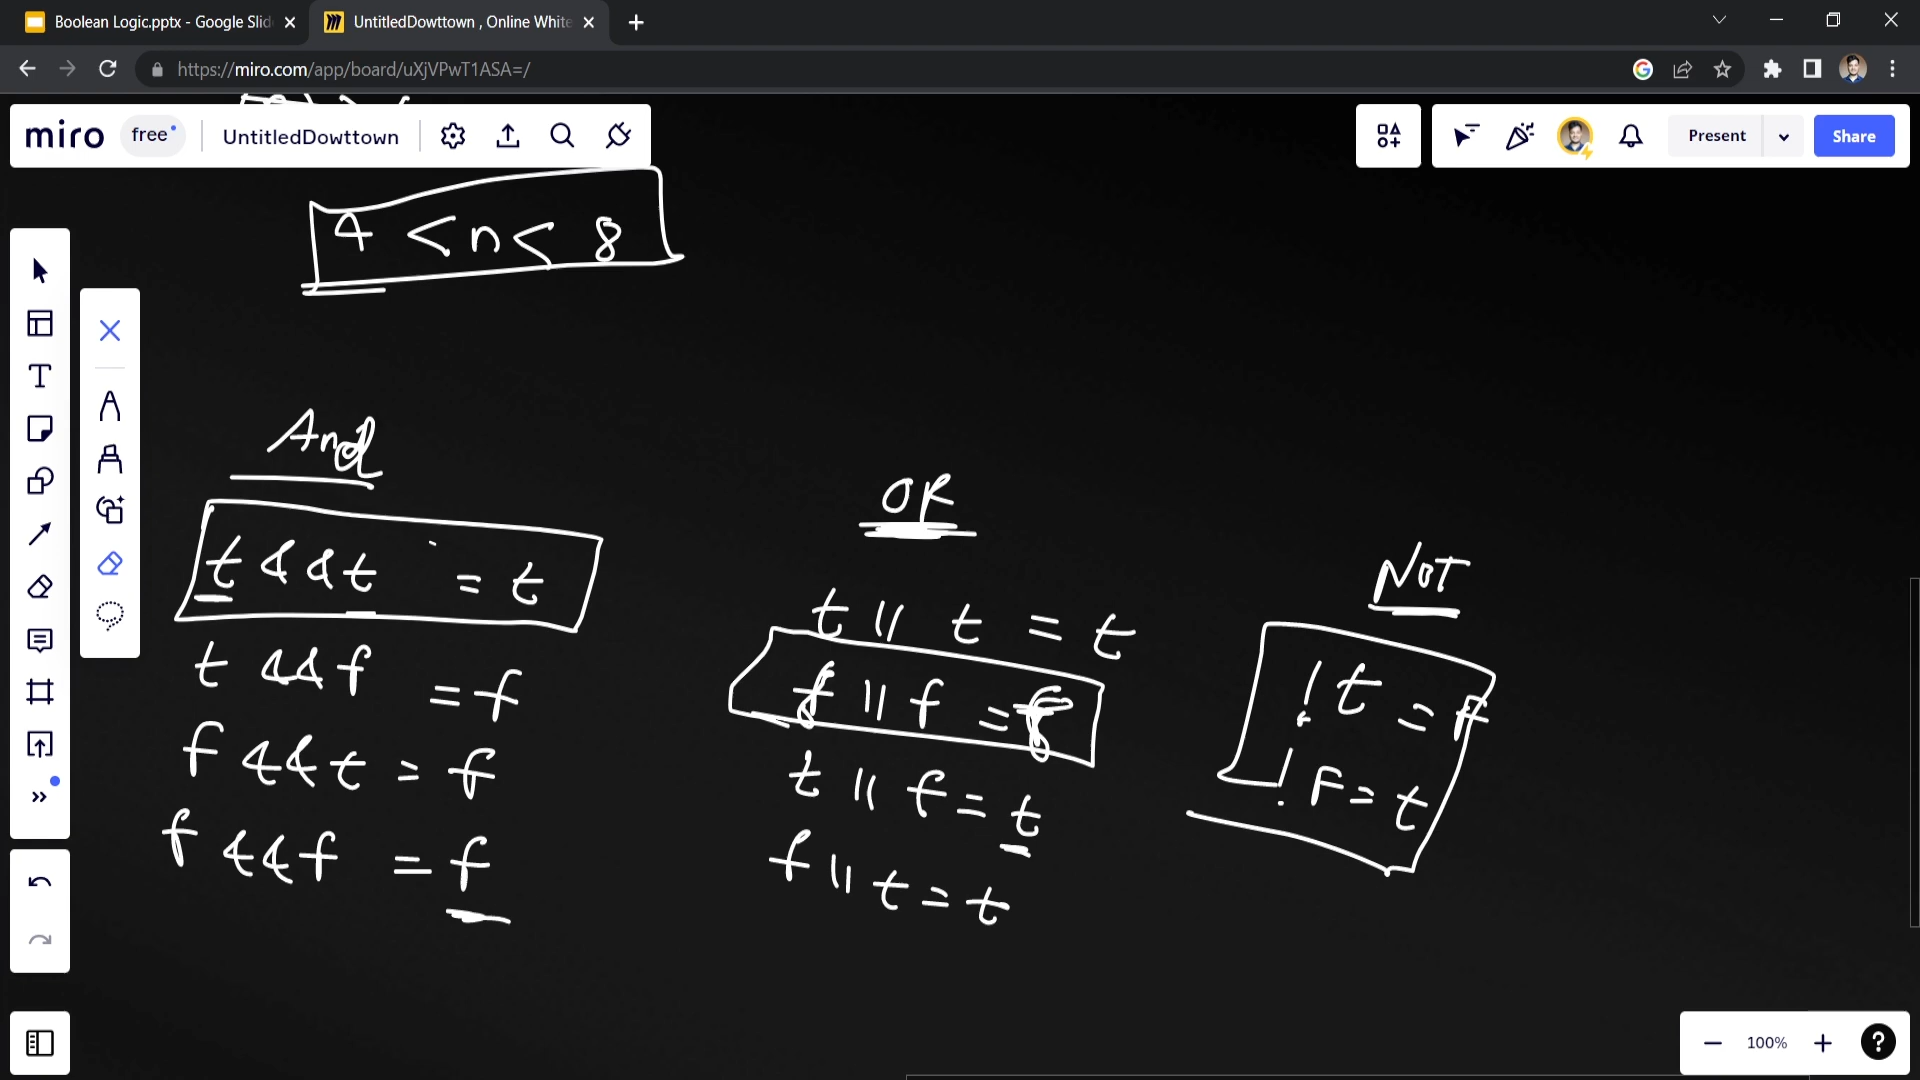 Boolean Logic.pptx - Google Slid
UntitledDowttown , Online White
https://miro.com/app/board/uXjVPwT1ASA=/
miro free UntitledDowttown
Present
Share
4 < n < 8
And
t && t = t
t && f = f
f && t = f
f && f = f
OR
t || t = t
f || f = f
t || f = t
f || t = t
NOT
! t = f
! F = t
100%
?